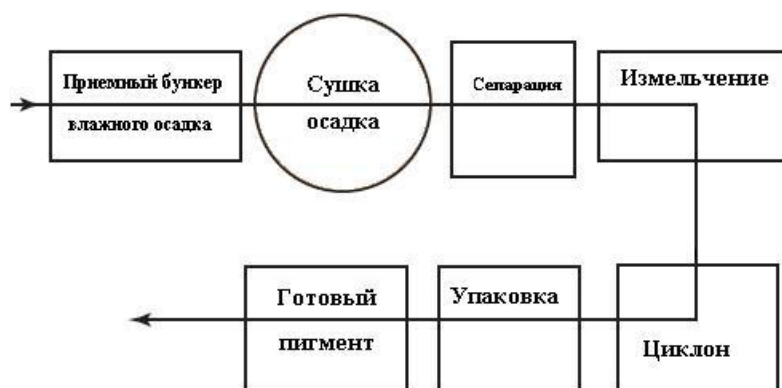 Приемный бункер
влажного осадка
Сушка
осадка
Сепарация
Измельчение
Готовый
пигмент
Упаковка
Циклон